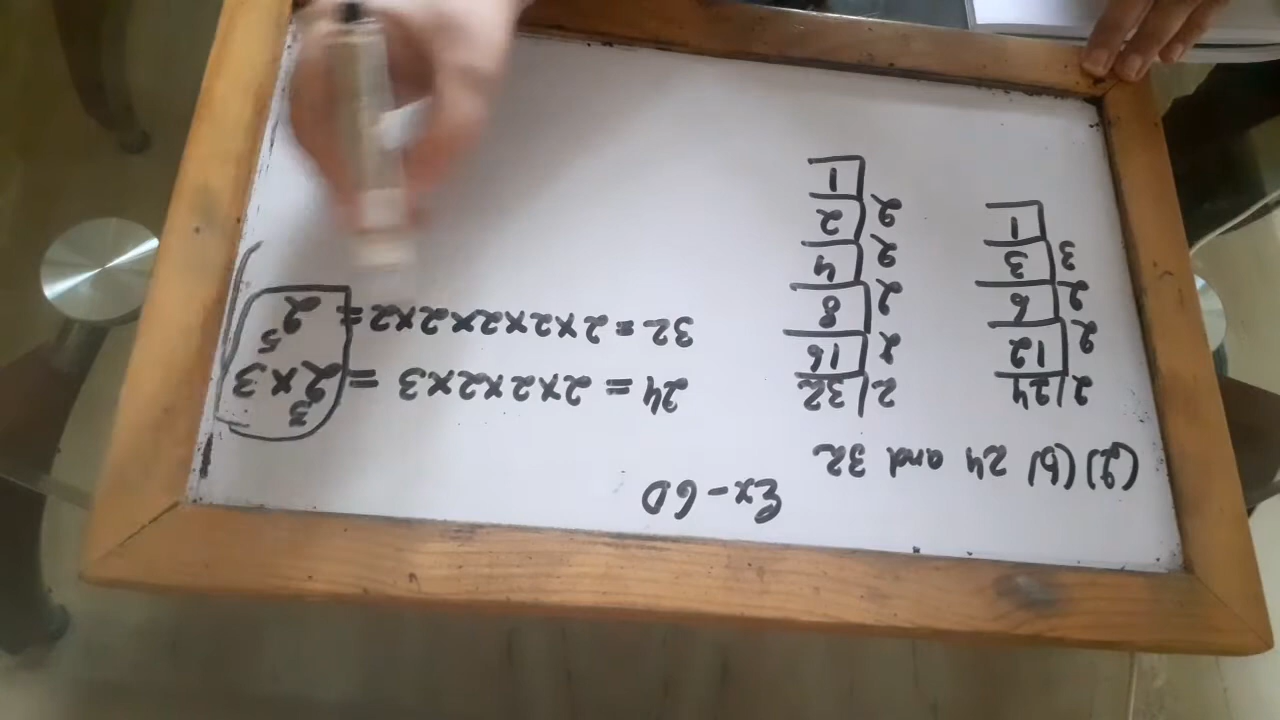 Ex-6D
(2)(b) 24 and 32
2|24
2|12
2|6
3|3
1
2|32
2|16
2|8
2|4
2|2
1
24 = 2×2×2×3 = 2³×3
32 = 2×2×2×2×2 = 2⁵